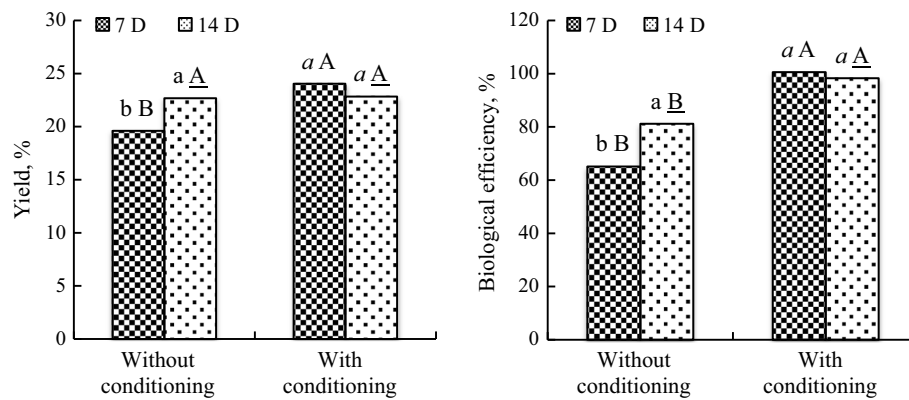 7 D 14 D
Yield, %
30
25
20
15
10
5
0
b B
a A
a A
a A
Without
conditioning
With
conditioning
7 D 14 D
Biological efficiency, %
120
100
80
60
40
20
0
b B
a B
a A
a A
Without
conditioning
With
conditioning